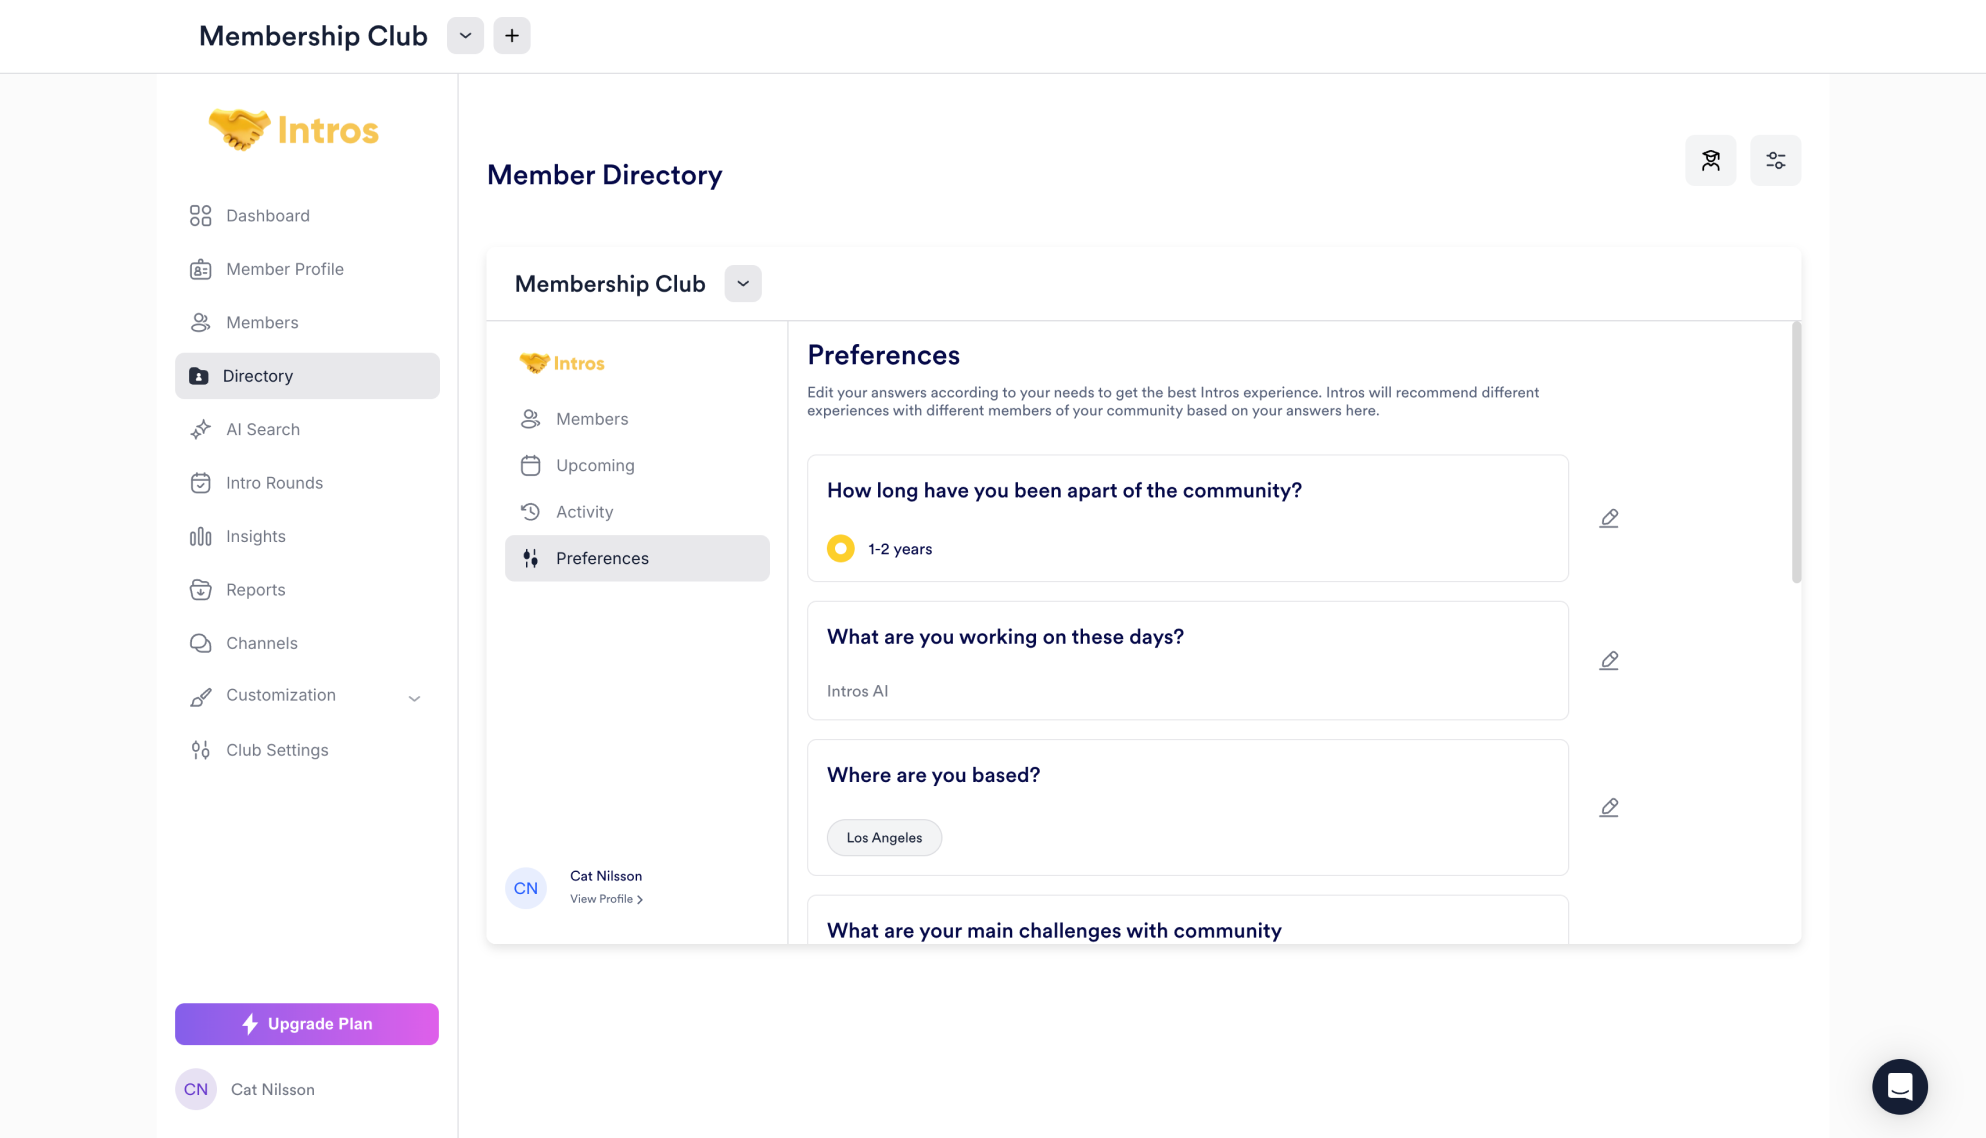 Membership Club
Intros
Dashboard
Member Profile
Members
Directory
AI Search
Intro Rounds
Insights
Reports
Channels
Customization
Club Settings
Upgrade Plan
CN
Cat Nilsson
Member Directory
Membership Club
Intros
Members
Upcoming
Activity
Preferences
CN
Cat Nilsson
View Profile
Preferences
Edit your answers according to your needs to get the best Intros experience. Intros will recommend different
experiences with different members of your community based on your answers here.
How long have you been apart of the community?
1-2 years
What are you working on these days?
Intros AI
Where are you based?
Los Angeles
What are your main challenges with community